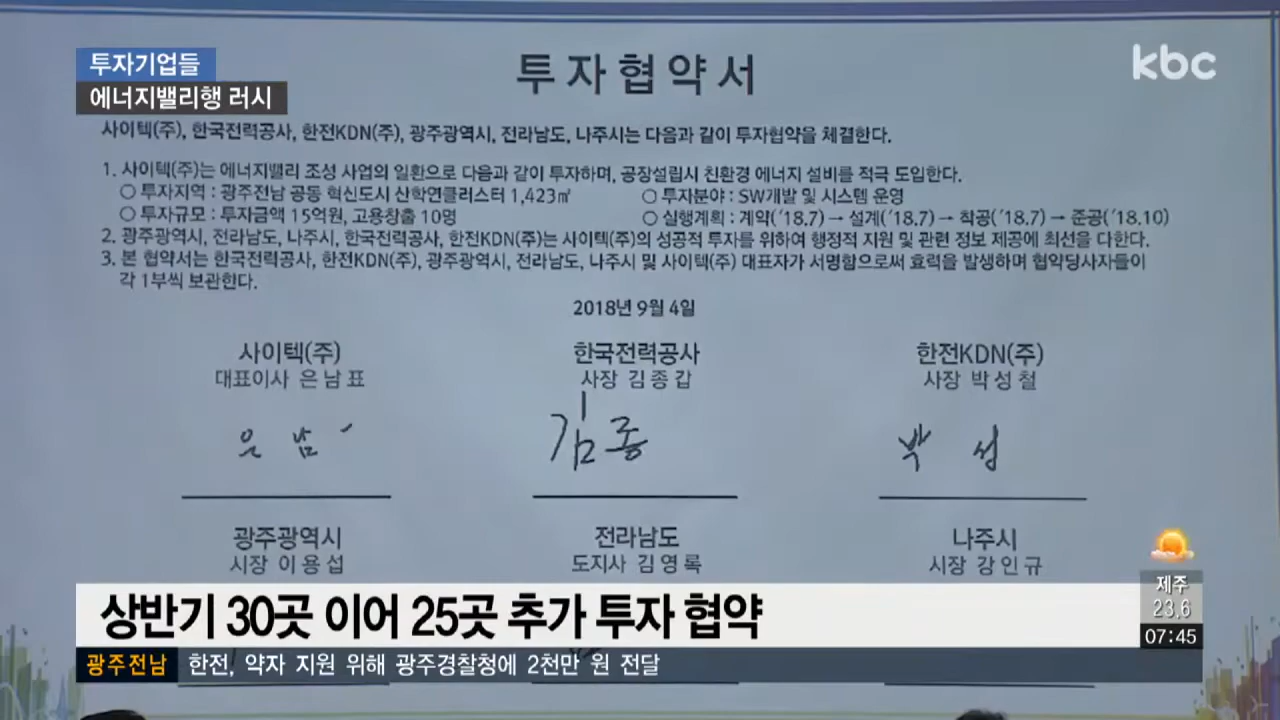 투자기업들
에너지밸리행 러시
kbc
투자협약서
사이텍(주), 한국전력공사, 한전KDN(주), 광주광역시, 전라남도, 나주시는 다음과 같이 투자협약을 체결한다.
1. 사이텍(주)는 에너지밸리 조성 사업의 일환으로 다음과 같이 투자하며, 공장설립시 친환경 에너지 설비를 적극 도입한다.
○ 투자지역 : 광주전남 공동 혁신도시 산학연클러스터 1,423㎡ ○ 투자분야 : SW개발 및 시스템 운영
○ 투자규모 : 투자금액 15억원, 고용창출 10명 ○ 실행계획 : 계약('18.7) → 설계('18.7) → 착공('18.7) → 준공('18.10)
2. 광주광역시, 전라남도, 나주시, 한국전력공사, 한전KDN(주)는 사이텍(주)의 성공적 투자를 위하여 행정적 지원 및 관련 정보 제공에 최선을 다한다.
3. 본 협약서는 한국전력공사, 한전KDN(주), 광주광역시, 전라남도, 나주시 및 사이텍(주) 대표자가 서명함으로써 효력을 발생하며 협약당사자들이
각 1부씩 보관한다.
2018년 9월 4일
사이텍(주) 한국전력공사 한전KDN(주)
대표이사 은남표 사장 김종갑 사장 박성철
은 남 김종 박 성
광주광역시 전라남도 나주시
시장 이용섭 도지사 김영록 시장 강인규
상반기 30곳 이어 25곳 추가 투자 협약
제주
23.6
07:45
광주전남 한전, 약자 지원 위해 광주경찰청에 2천만 원 전달